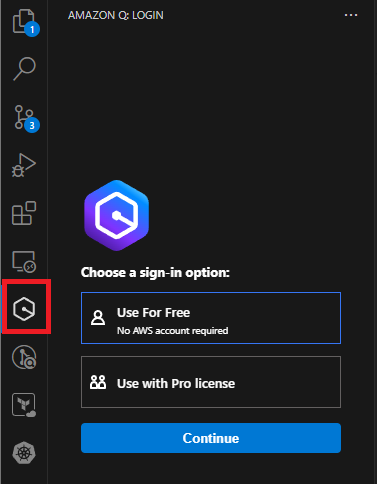 AMAZON Q: LOGIN
1
3
Choose a sign-in option:
Use For Free
No AWS account required
Use with Pro license
Continue